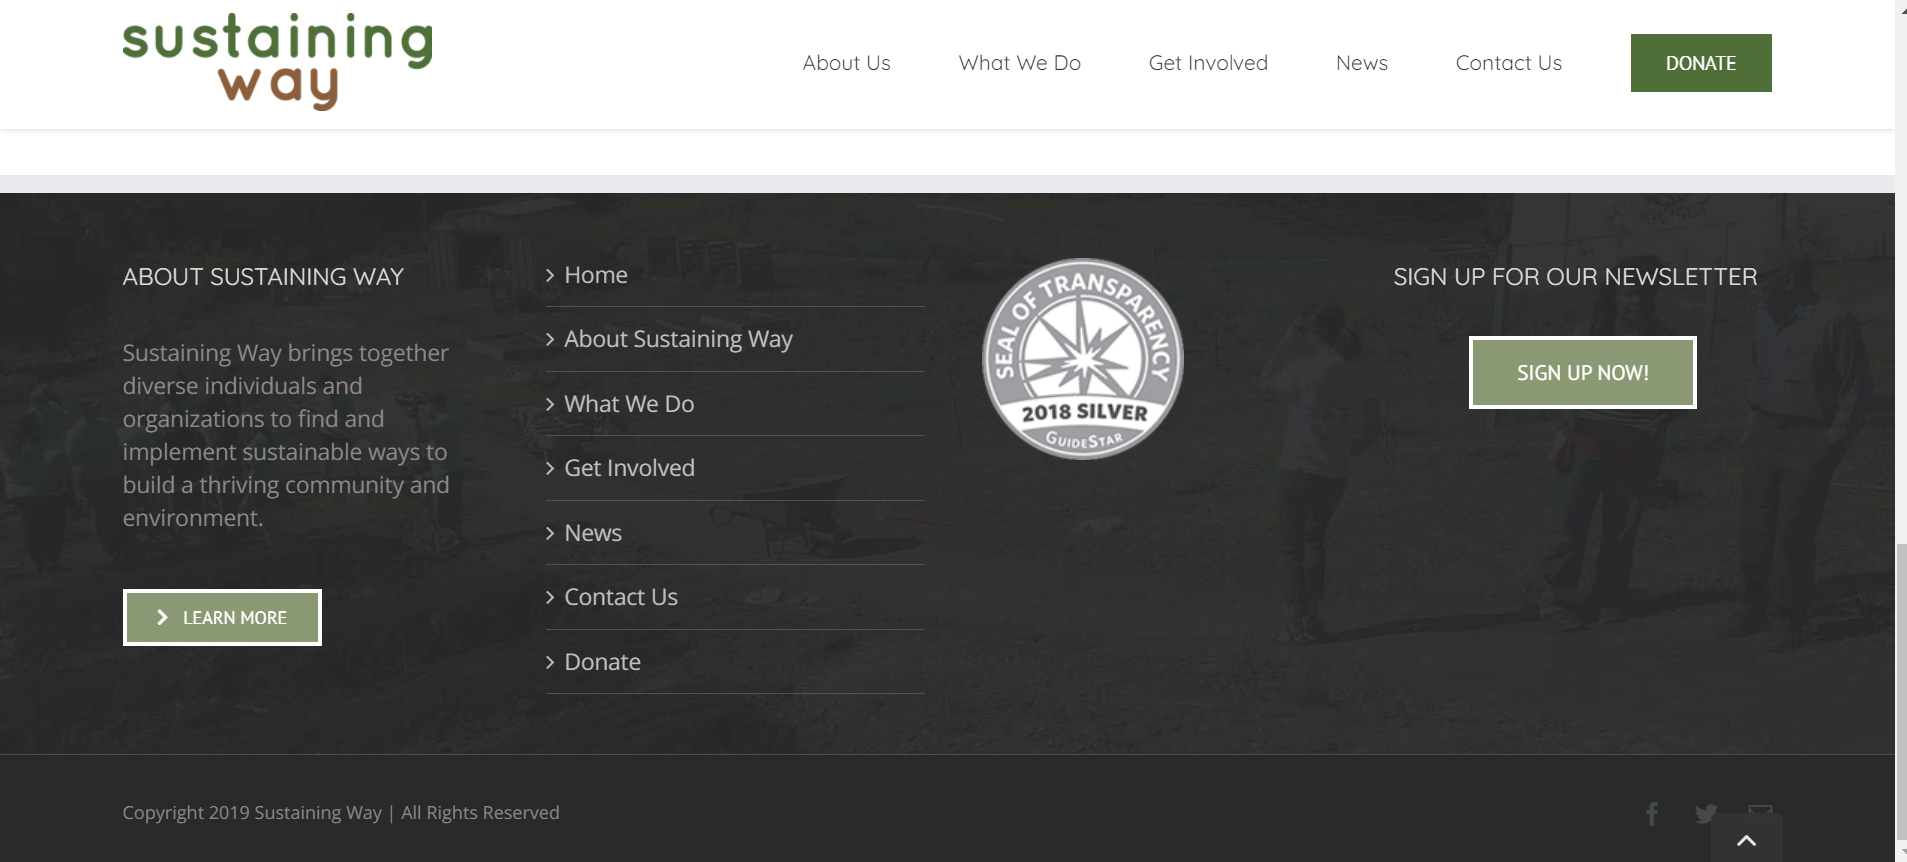 sustaining
way
About Us
What We Do
Get Involved
News
Contact Us
DONATE
ABOUT SUSTAINING WAY
Sustaining Way brings together
diverse individuals and
organizations to find and
implement sustainable ways to
build a thriving community and
environment.
LEARN MORE
Home
About Sustaining Way
What We Do
Get Involved
News
Contact Us
Donate
SEAL OF TRANSPARENCY
2018 SILVER
GUIDESTAR
SIGN UP FOR OUR NEWSLETTER
SIGN UP NOW!
Copyright 2019 Sustaining Way | All Rights Reserved